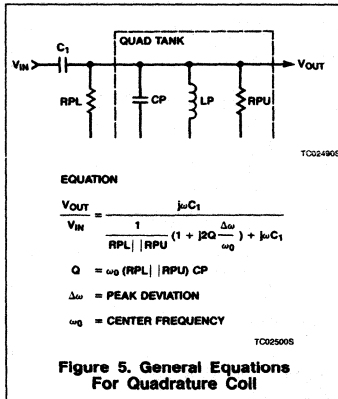 QUAD TANK
C1
VIN
VOUT
RPL
CP
LP
RPU
TC02490S
EQUATION
VOUT / VIN = jωC1 / (1 / RPL||RPU (1 + j2Q Δω / ω0) + jωC1)
Q = ω0 (RPL||RPU) CP
Δω = PEAK DEVIATION
ω0 = CENTER FREQUENCY
TC02500S
Figure 5. General Equations
For Quadrature Coil